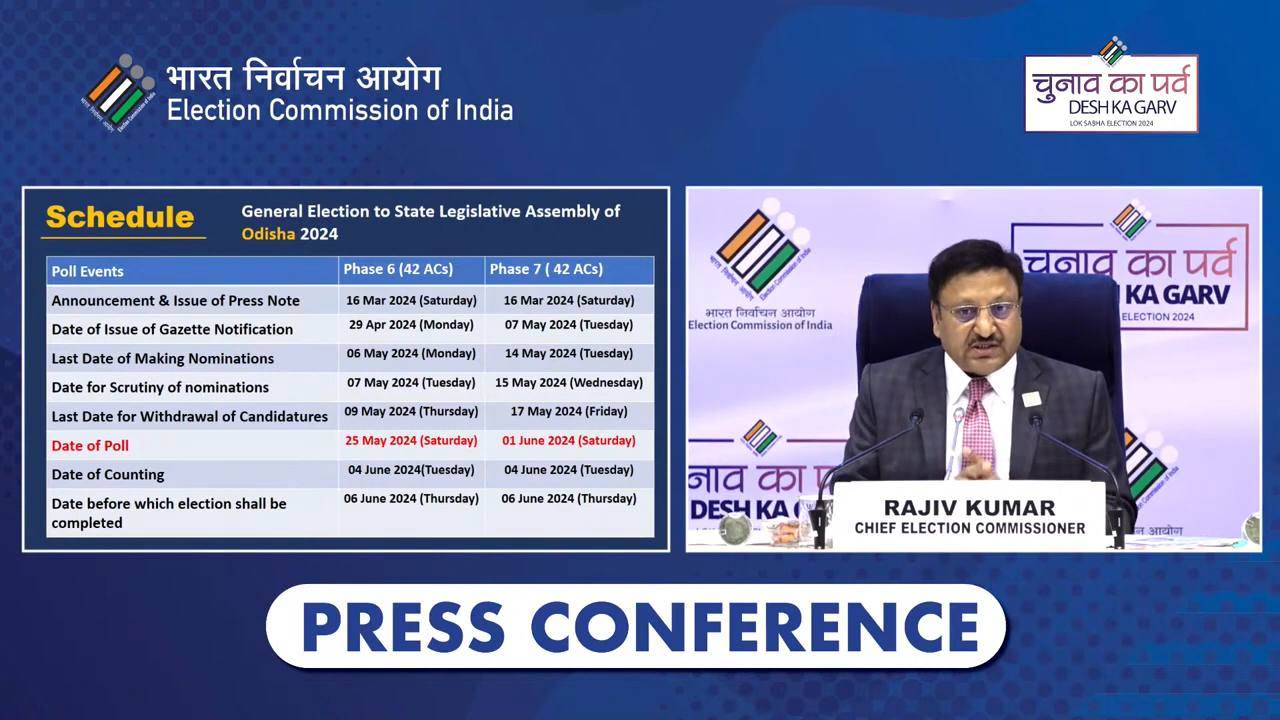 भारत निर्वाचन आयोग
Election Commission of India
चुनाव का पर्व
DESH KA GARV
LOK SABHA ELECTION 2024
Schedule
General Election to State Legislative Assembly of
Odisha 2024
Poll Events Phase 6 (42 ACs) Phase 7 ( 42 ACs)
Announcement & Issue of Press Note 16 Mar 2024 (Saturday) 16 Mar 2024 (Saturday)
Date of Issue of Gazette Notification 29 Apr 2024 (Monday) 07 May 2024 (Tuesday)
Last Date of Making Nominations 06 May 2024 (Monday) 14 May 2024 (Tuesday)
Date for Scrutiny of nominations 07 May 2024 (Tuesday) 15 May 2024 (Wednesday)
Last Date for Withdrawal of Candidatures 09 May 2024 (Thursday) 17 May 2024 (Friday)
Date of Poll 25 May 2024 (Saturday) 01 June 2024 (Saturday)
Date of Counting 04 June 2024(Tuesday) 04 June 2024 (Tuesday)
Date before which election shall be 06 June 2024 (Thursday) 06 June 2024 (Thursday)
completed
भारत निर्वाचन आयोग
Election Commission of India
चुनाव का पर्व
KA GARV
ELECTION 2024
का
DESH KA
आयोग
RAJIV KUMAR
CHIEF ELECTION COMMISSIONER
PRESS CONFERENCE